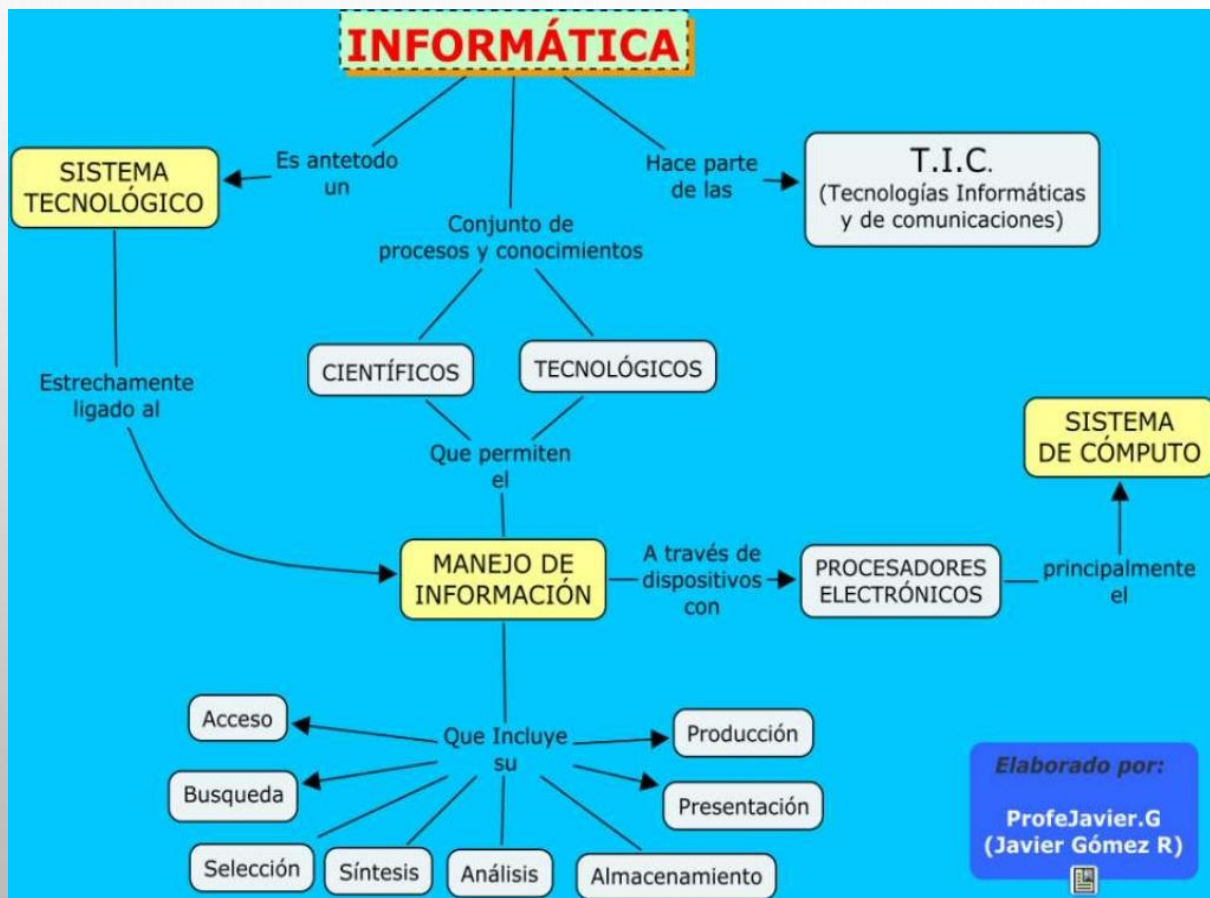 INFORMÁTICA
Es antetodo
un
SISTEMA
TECNOLÓGICO
Hace parte
de las
T.I.C.
(Tecnologías Informáticas
y de comunicaciones)
Conjunto de
procesos y conocimientos
CIENTÍFICOS
TECNOLÓGICOS
Estrechamente
ligado al
Que permiten
el
SISTEMA
DE CÓMPUTO
MANEJO DE
INFORMACIÓN
A través de
dispositivos
con
PROCESADORES
ELECTRÓNICOS
principalmente
el
Que Incluye
su
Acceso
Busqueda
Selección
Síntesis
Análisis
Almacenamiento
Presentación
Producción
Elaborado por:
ProfeJavier.G
(Javier Gómez R)